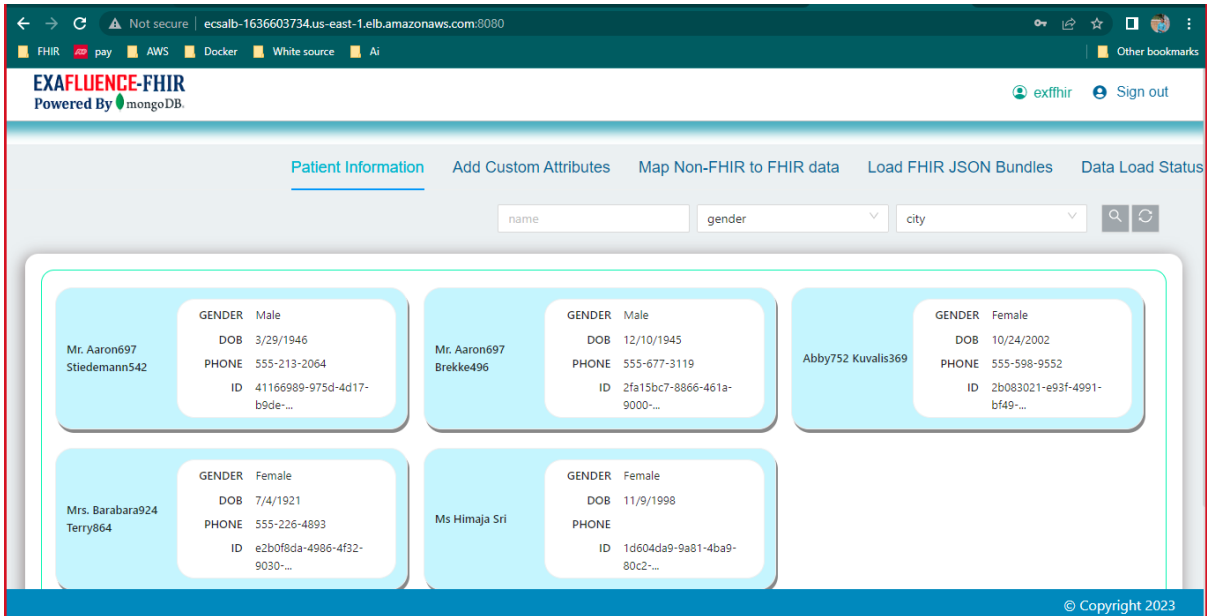 Not secure ecsalb-1636603734.us-east-1.elb.amazonaws.com:8080
FHIR pay AWS Docker White source Ai Other bookmarks
EXAFLUENCE-FHIR
Powered By mongoDB.
exffhir Sign out
Patient Information Add Custom Attributes Map Non-FHIR to FHIR data Load FHIR JSON Bundles Data Load Status
name gender city
Mr. Aaron697
Stiedemann542
GENDER Male
DOB 3/29/1946
PHONE 555-213-2064
ID 41166989-975d-4d17-
b9de-...
Mr. Aaron697
Brekke496
GENDER Male
DOB 12/10/1945
PHONE 555-677-3119
ID 2fa15bc7-8866-461a-
9000-...
Abby752 Kuvalis369
GENDER Female
DOB 10/24/2002
PHONE 555-598-9552
ID 2b083021-e93f-4991-
bf49-...
Mrs. Barabara924
Terry864
GENDER Female
DOB 7/4/1921
PHONE 555-226-4893
ID e2b0f8da-4986-4f32-
9030-...
Ms Himaja Sri
GENDER Female
DOB 11/9/1998
PHONE
ID 1d604da9-9a81-4ba9-
80c2-...
© Copyright 2023